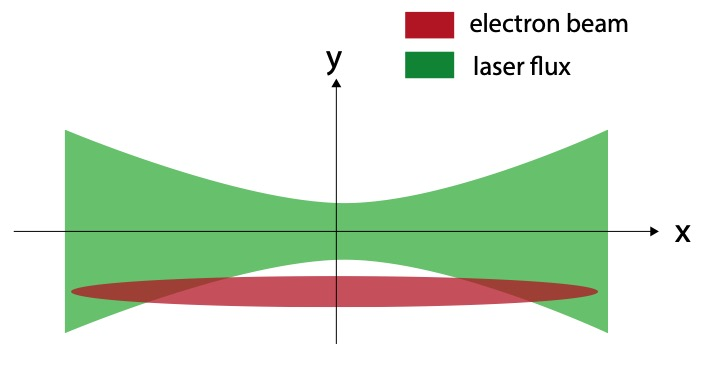 electron beam
laser flux
y
x